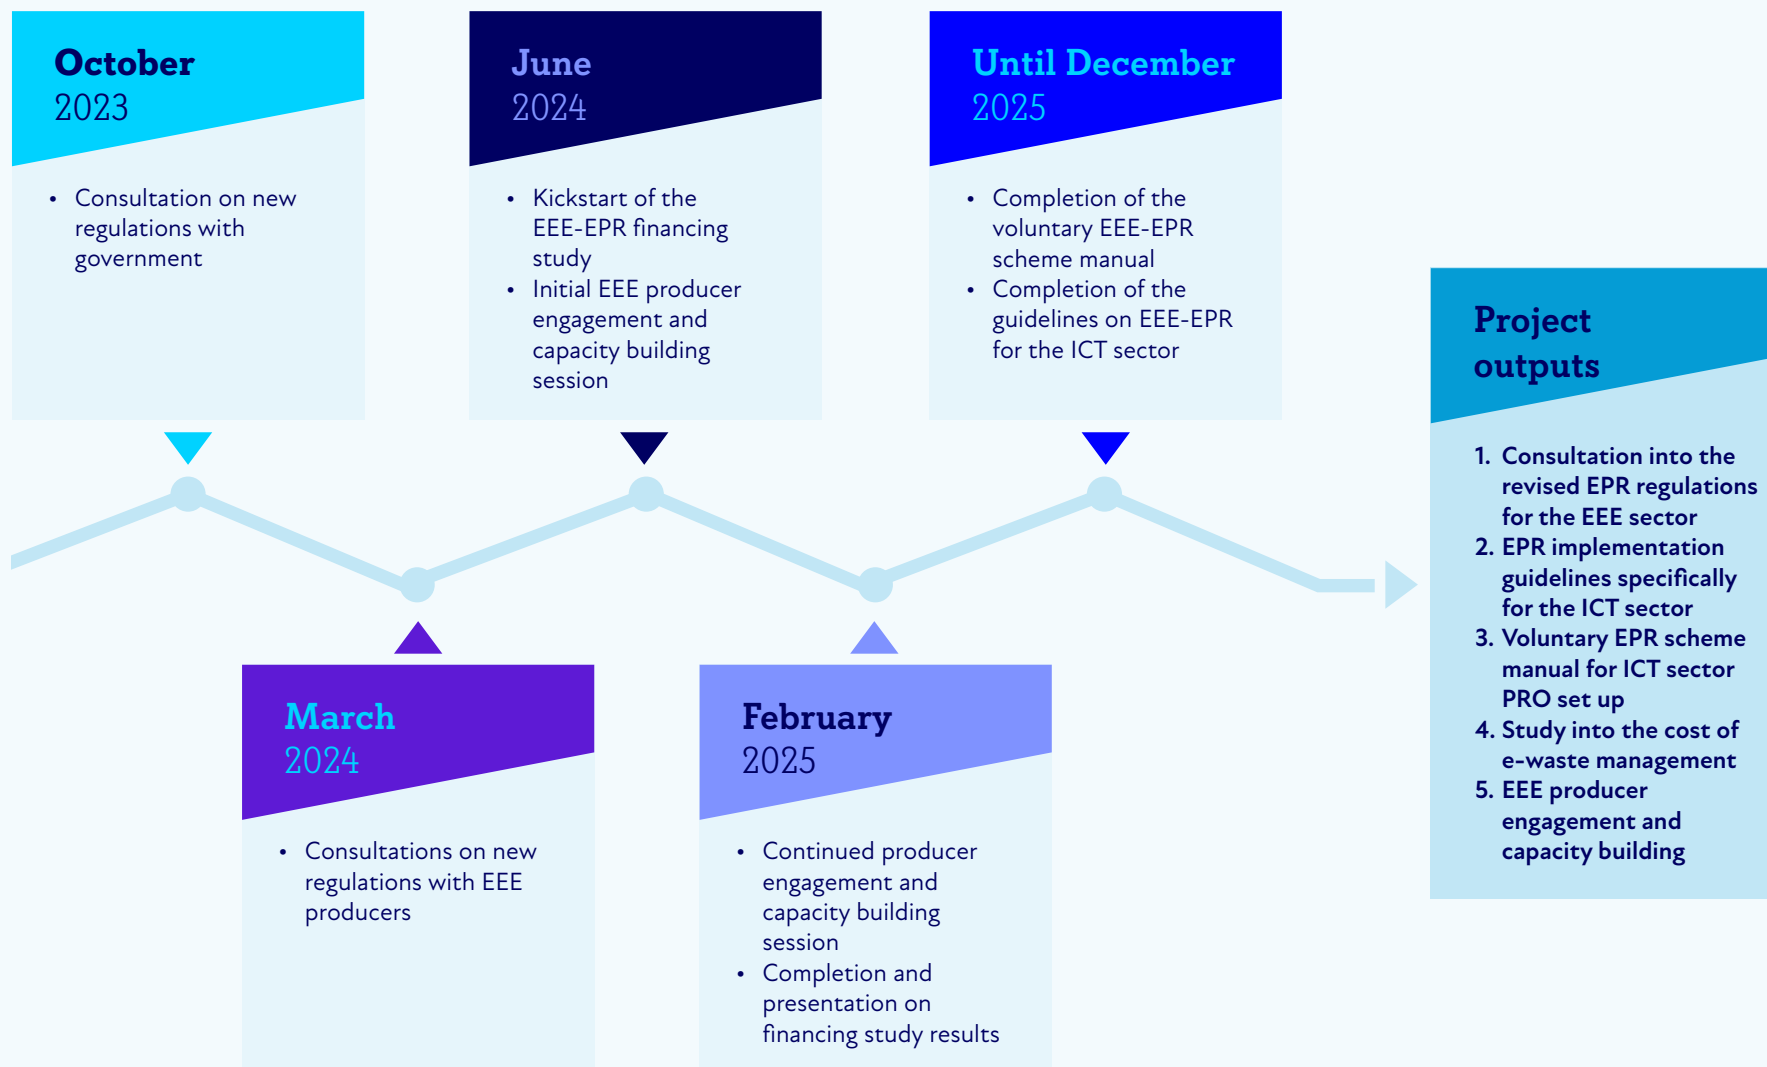 October
2023
• Consultation on new
regulations with
government
March
2024
• Consultations on new
regulations with EEE
producers
June
2024
• Kickstart of the
EEE-EPR financing
study
• Initial EEE producer
engagement and
capacity building
session
February
2025
• Continued producer
engagement and
capacity building
session
• Completion and
presentation on
financing study results
Until December
2025
• Completion of the
voluntary EEE-EPR
scheme manual
• Completion of the
guidelines on EEE-EPR
for the ICT sector
Project
outputs
1. Consultation into the
revised EPR regulations
for the EEE sector
2. EPR implementation
guidelines specifically
for the ICT sector
3. Voluntary EPR scheme
manual for ICT sector
PRO set up
4. Study into the cost of
e-waste management
5. EEE producer
engagement and
capacity building